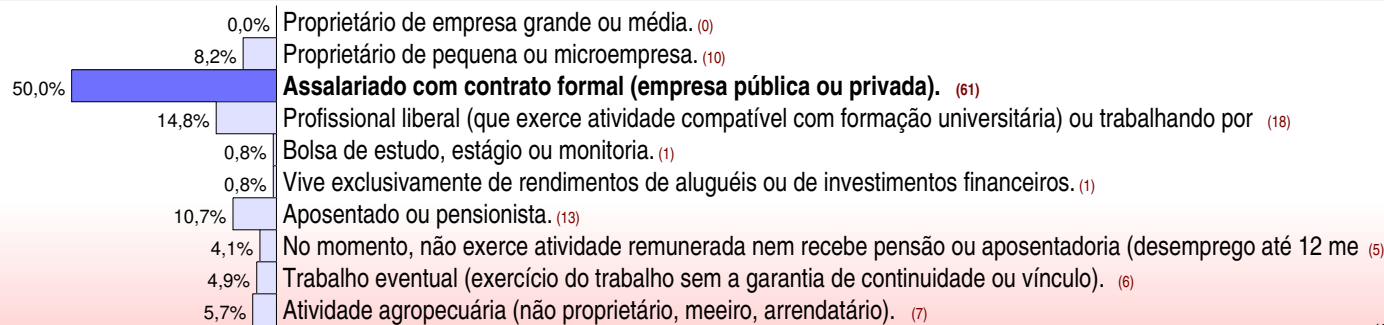 0,0% Proprietário de empresa grande ou média. (0)
8,2% Proprietário de pequena ou microempresa. (10)
50,0% Assalariado com contrato formal (empresa pública ou privada). (61)
14,8% Profissional liberal (que exerce atividade compatível com formação universitária) ou trabalhando por (18)
0,8% Bolsa de estudo, estágio ou monitoria. (1)
0,8% Vive exclusivamente de rendimentos de aluguéis ou de investimentos financeiros. (1)
10,7% Aposentado ou pensionista. (13)
4,1% No momento, não exerce atividade remunerada nem recebe pensão ou aposentadoria (desemprego até 12 me (5)
4,9% Trabalho eventual (exercício do trabalho sem a garantia de continuidade ou vínculo). (6)
5,7% Atividade agropecuária (não proprietário, meeiro, arrendatário). (7)